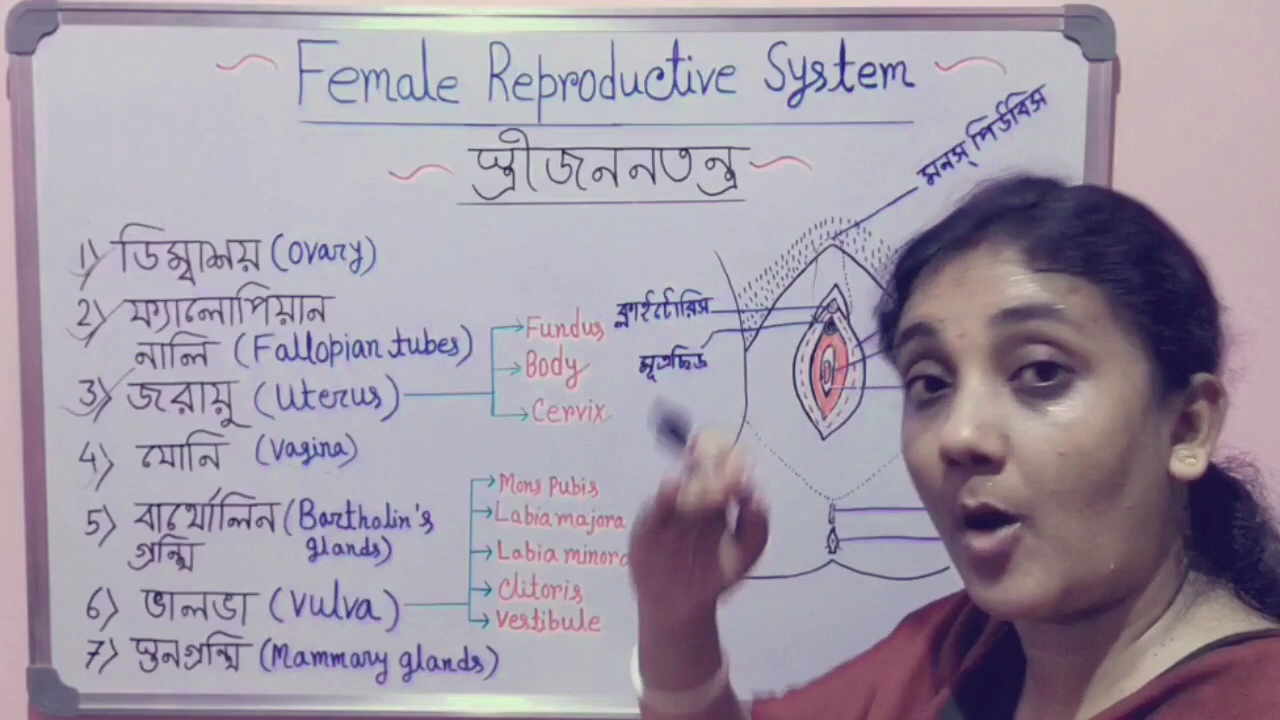 Female Reproductive System
স্ত্রীজননতন্ত্র
মনস্ পিউবিস
1) ডিম্বাশয় (ovary)
2) ফ্যালোপিয়ান
নালি (Fallopian tubes)
3) জরায়ু (Uterus)
Fundus
Body
Cervix
4) যোনি (Vagina)
5) বার্থোলিন (Bartholin's
গ্রন্থি glands)
6) ভালভা (Vulva)
Mons pubis
Labia majora
Labia minora
Clitoris
Vestibule
7) স্তনগ্রন্থি (Mammary glands)
ক্লাইটোরিস
মূত্রছিদ্র